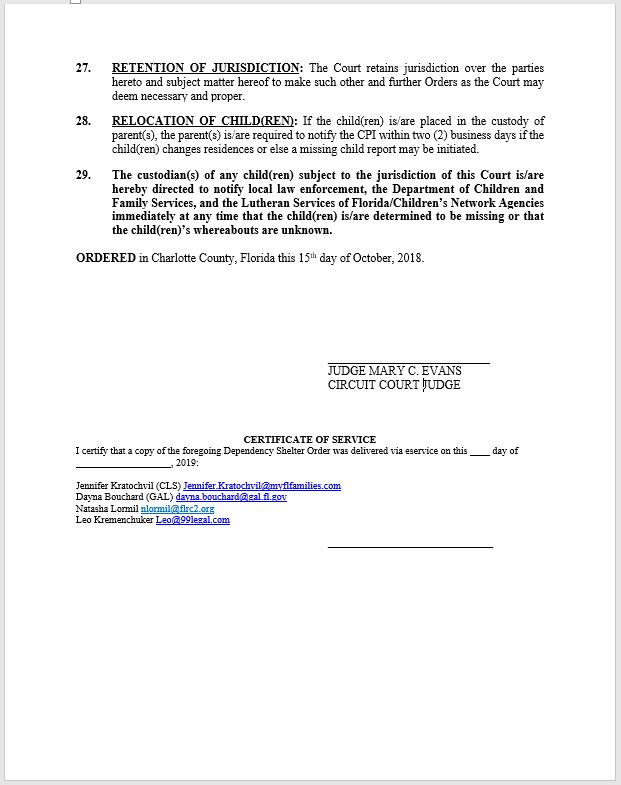 27. RETENTION OF JURISDICTION: The Court retains jurisdiction over the parties
hereto and subject matter hereof to make such other and further Orders as the Court may
deem necessary and proper.
28. RELOCATION OF CHILD(REN): If the child(ren) is/are placed in the custody of
parent(s), the parent(s) is/are required to notify the CPI within two (2) business days if the
child(ren) changes residences or else a missing child report may be initiated.
29. The custodian(s) of any child(ren) subject to the jurisdiction of this Court is/are
hereby directed to notify local law enforcement, the Department of Children and
Family Services, and the Lutheran Services of Florida/Children's Network Agencies
immediately at any time that the child(ren) is/are determined to be missing or that
the child(ren)'s whereabouts are unknown.
ORDERED in Charlotte County, Florida this 15th day of October, 2018.
JUDGE MARY C. EVANS
CIRCUIT COURT JUDGE
CERTIFICATE OF SERVICE
I certify that a copy of the foregoing Dependency Shelter Order was delivered via eservice on this ____ day of
___________________, 2019:
Jennifer Kratochvil (CLS) Jennifer.Kratochvil@myflfamilies.com
Dayna Bouchard (GAL) dayna.bouchard@gal.fl.gov
Natasha Lormil nlormil@flrc2.org
Leo Kremenchuker Leo@99legal.com